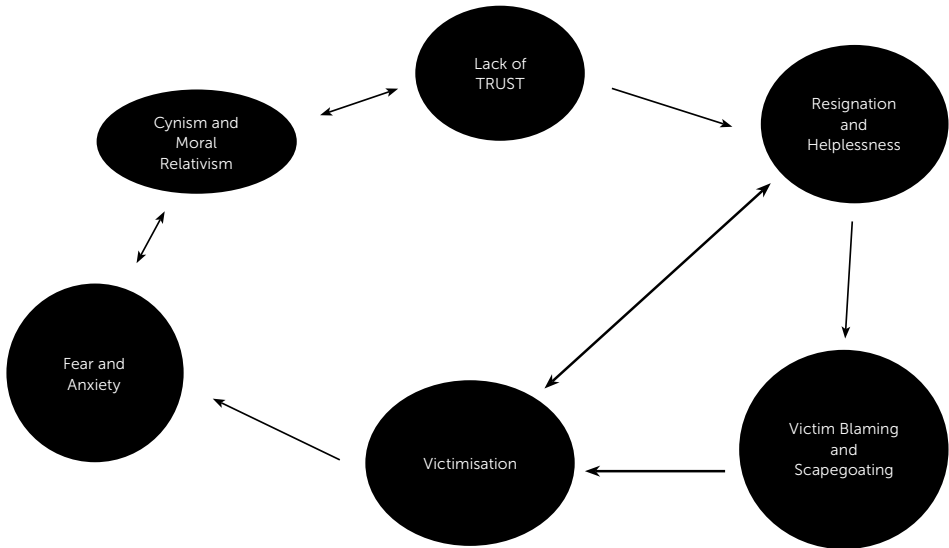 Lack of
TRUST
Resignation
and
Helplessness
Cynism and
Moral
Relativism
Fear and
Anxiety
Victimisation
Victim Blaming
and
Scapegoating